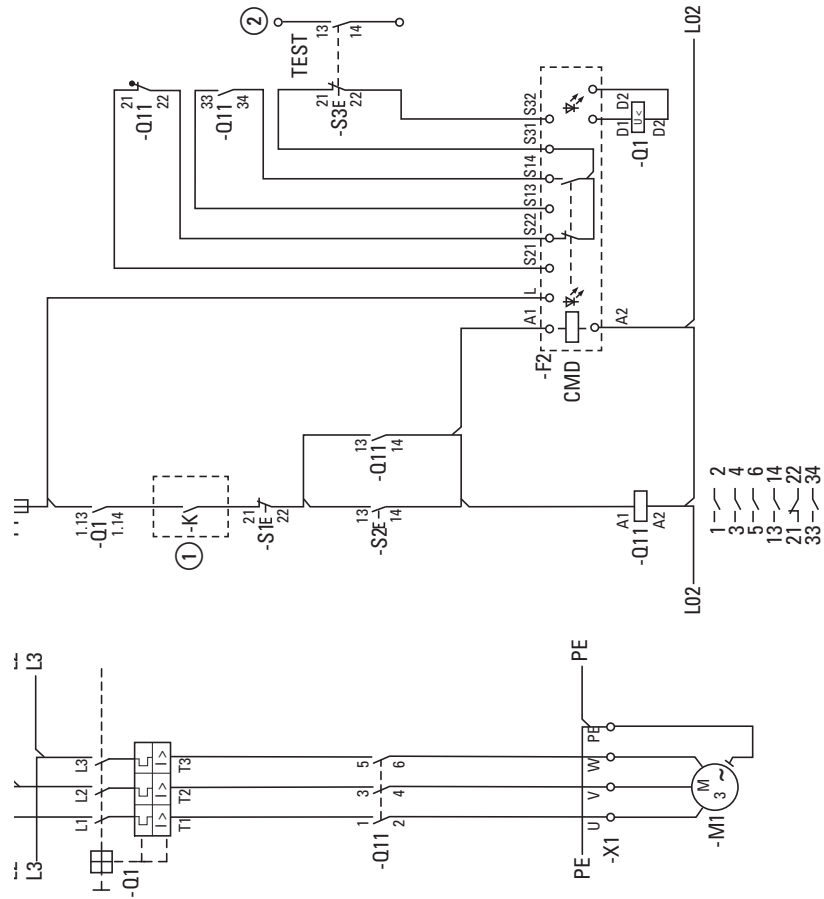 2
13
14
TEST
21
22
-Q11
33
34
-Q11
21
22
-S3E
A1
L
S21
S22
S13
S14
S31
S32
-F2
CMD
A2
D1
D2
U <
D2
-Q1
L02
1.13
1.14
-Q1
1
-K
21
22
-S1E
13
14
-Q11
13
14
-S2E
A1
A2
-Q11
L02
1 2
3 4
5 6
13 14
21 22
33 34
L3
L3
L1
L2
L3
I >
I >
I >
-Q1
T1
T2
T3
1
3
5
2
4
6
-Q11
PE
PE
U
V
W
PE
-X1
M
3 ~
-M1